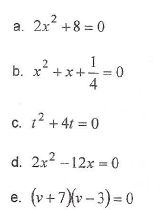 a. 2x² + 8 = 0
b. x² + x + 1/4 = 0
c. t² + 4t = 0
d. 2x² − 12x = 0
e. (v + 7)(v − 3) = 0